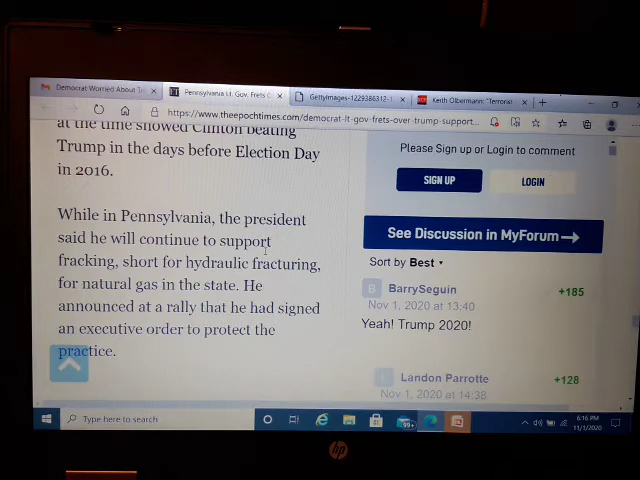 Democrat Worried About Tr
Pennsylvania Lt. Gov. Frets O
GettyImages-1229386312-1
Keith Olbermann: 'Terrorist
https://www.theepochtimes.com/democrat-lt-gov-frets-over-trump-support...
at the time showed Clinton beating
Trump in the days before Election Day
in 2016.
While in Pennsylvania, the president
said he will continue to support
fracking, short for hydraulic fracturing,
for natural gas in the state. He
announced at a rally that he had signed
an executive order to protect the
practice.
Please Sign up or Login to comment
SIGN UP
LOGIN
See Discussion in MyForum
Sort by Best
B BarrySeguin +185
Nov 1, 2020 at 13:40
Yeah! Trump 2020!
Landon Parrotte +128
Nov 1, 2020 at 14:38
Type here to search
99+
6:16 PM
11/1/2020
hp